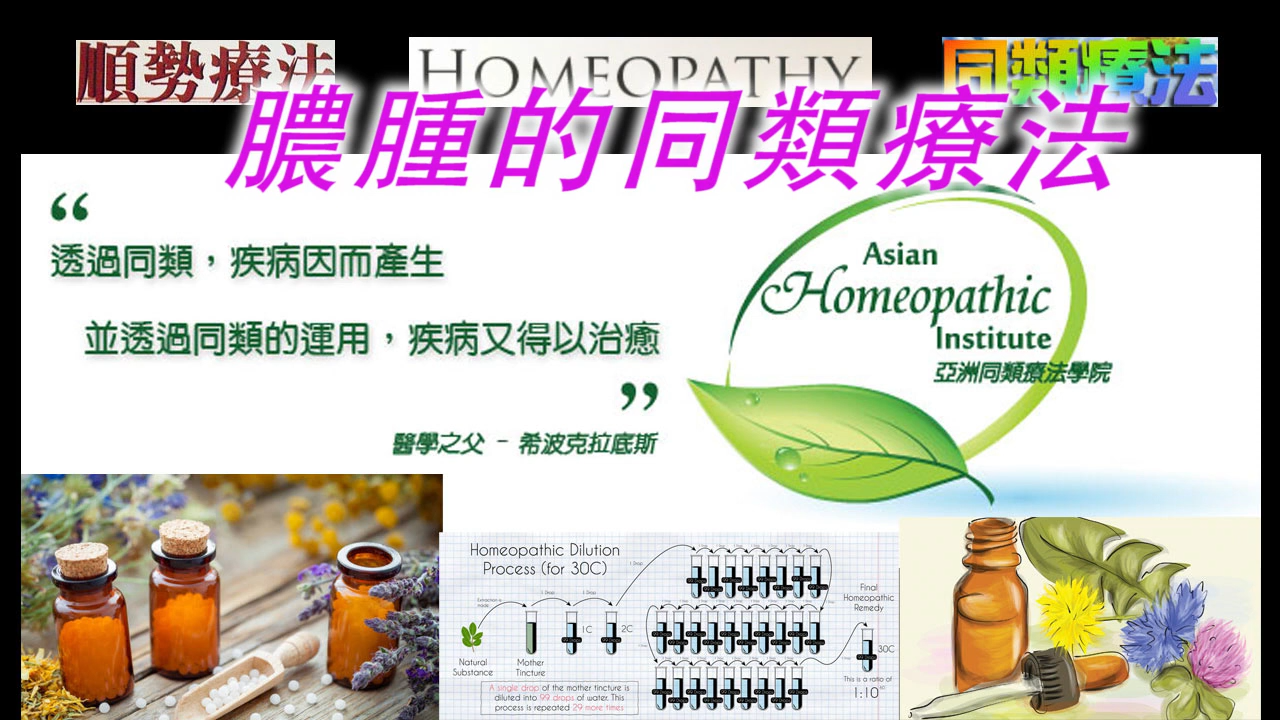 順勢療法
HOMEOPATHY
同類療法
膿腫的同類療法
“
透過同類，疾病因而產生
並透過同類的運用，疾病又得以治癒
”
醫學之父 - 希波克拉底斯
Asian
Homeopathic
Institute
亞洲同類療法學院
Homeopathic Dilution
Process (for 30C)
Natural
Substance
Mother
Tincture
1C
2C
1 Drop
Final
Homeopathic
Remedy
30C
This is a ratio of
1:10
A single drop of the mother tincture is
diluted into 99 drops of water. This
process is repeated 29 more times